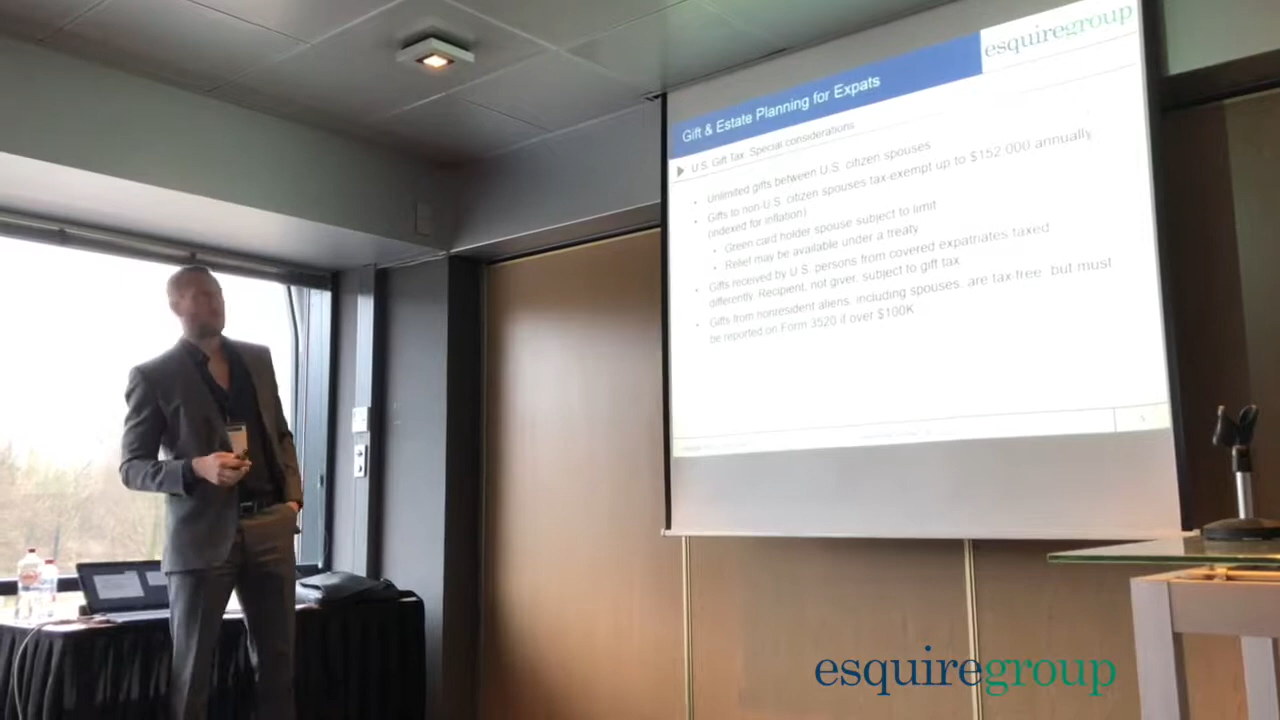 esquiregroup
Gift & Estate Planning for Expats
U.S. Gift Tax: Special considerations
Unlimited gifts between U.S. citizen spouses
Gifts to non-U.S. citizen spouses tax-exempt up to $152,000 annually
(indexed for inflation)
Green card holder spouse subject to limit
Relief may be available under a treaty
Gifts received by U.S. persons from covered expatriates taxed
differently. Recipient, not giver, subject to gift tax
Gifts from nonresident aliens, including spouses, are tax-free, but must
be reported on Form 3520 if over $100K
esquiregroup